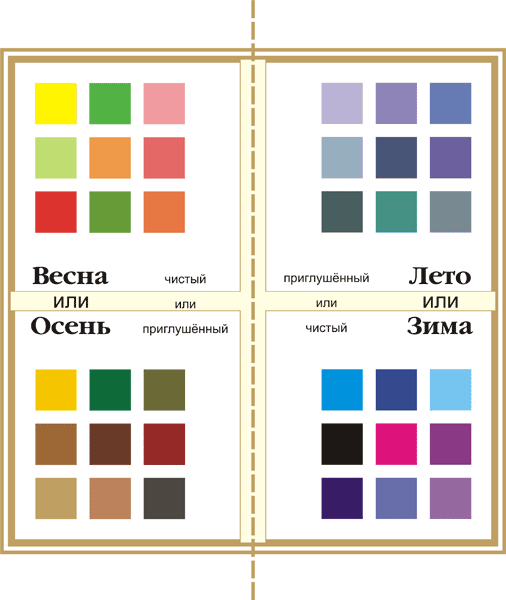 Весна чистый приглушённый Лето
ИЛИ или или ИЛИ
Осень приглушённый чистый Зима